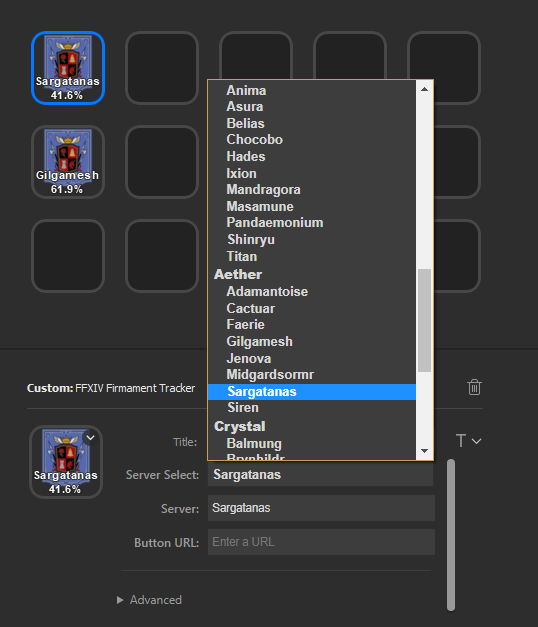 Sargatanas
41.6%
Gilgamesh
61.9%
Anima
Asura
Belias
Chocobo
Hades
Ixion
Mandragora
Masamune
Pandaemonium
Shinryu
Titan
Aether
Adamantoise
Cactuar
Faerie
Gilgamesh
Jenova
Midgardsormr
Sargatanas
Siren
Crystal
Balmung
Brynhildr
Custom: FFXIV Firmament Tracker
Sargatanas
41.6%
Title:
T
Server Select: Sargatanas
Server: Sargatanas
Button URL: Enter a URL
Advanced